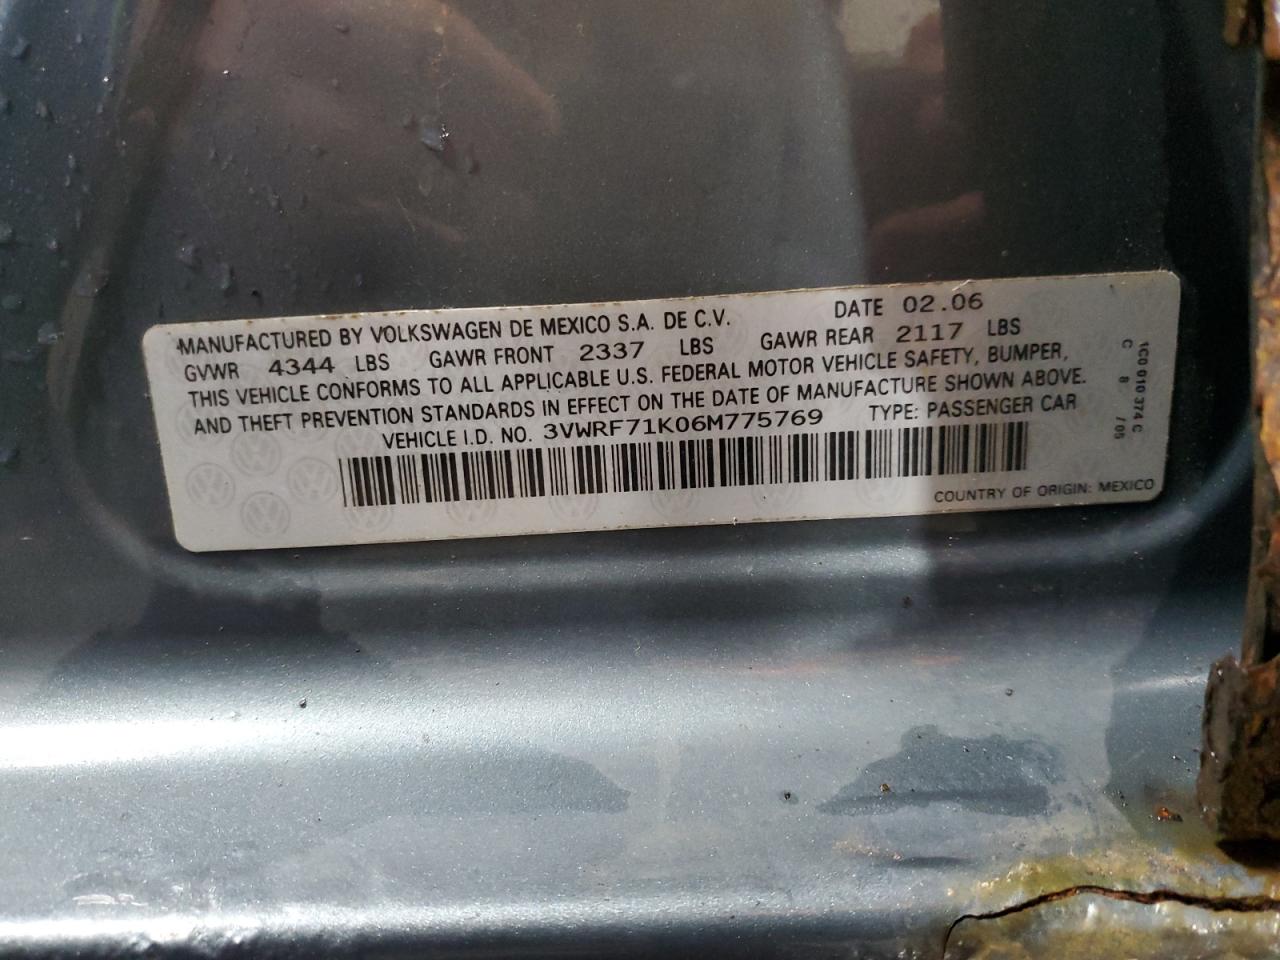 MANUFACTURED BY VOLKSWAGEN DE MEXICO S.A. DE C.V. DATE 02.06
GVWR 4344 LBS GAWR FRONT 2337 LBS GAWR REAR 2117 LBS
THIS VEHICLE CONFORMS TO ALL APPLICABLE U.S. FEDERAL MOTOR VEHICLE SAFETY, BUMPER,
AND THEFT PREVENTION STANDARDS IN EFFECT ON THE DATE OF MANUFACTURE SHOWN ABOVE.
VEHICLE I.D. NO. 3VWRF71K06M775769 TYPE: PASSENGER CAR
COUNTRY OF ORIGIN: MEXICO
1C0 010 374 C
C 8 /05